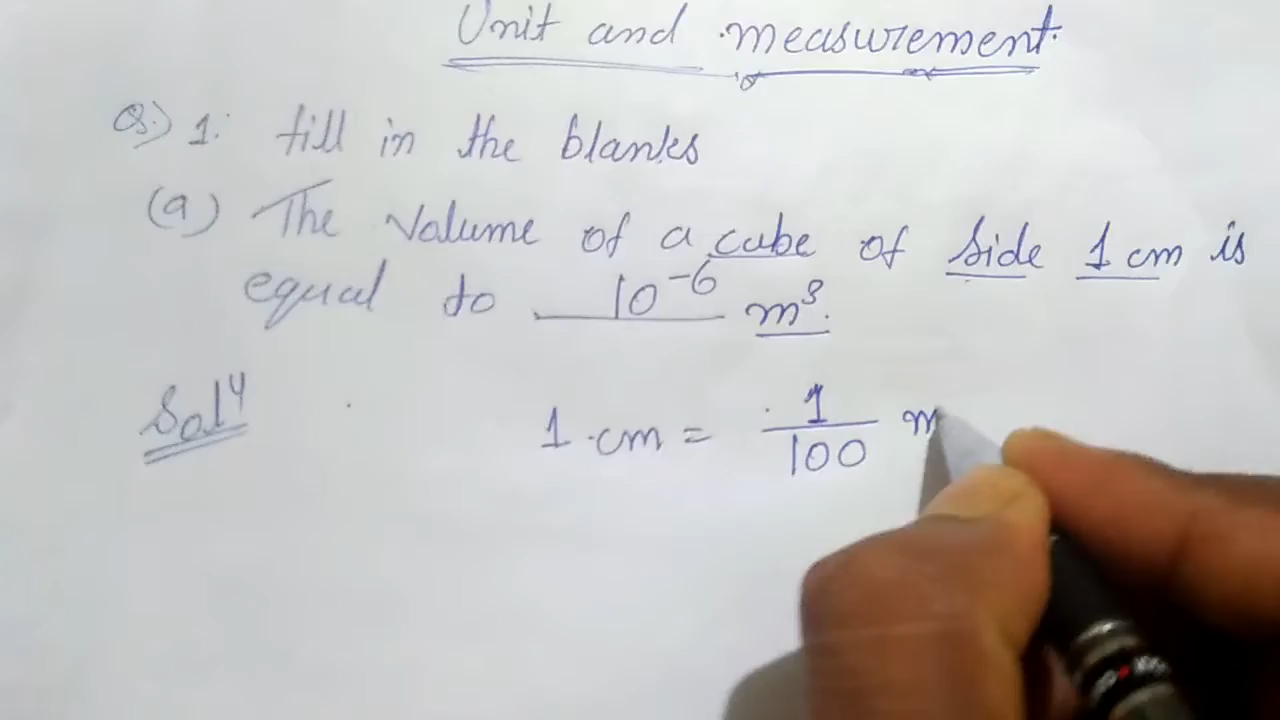 Unit and measurement.
Q.) 1. fill in the blanks
(a) The Volume of a cube of Side 1 cm is
equal to 10⁻⁶ m³.
Solⁿ
1 cm = 1/100 m